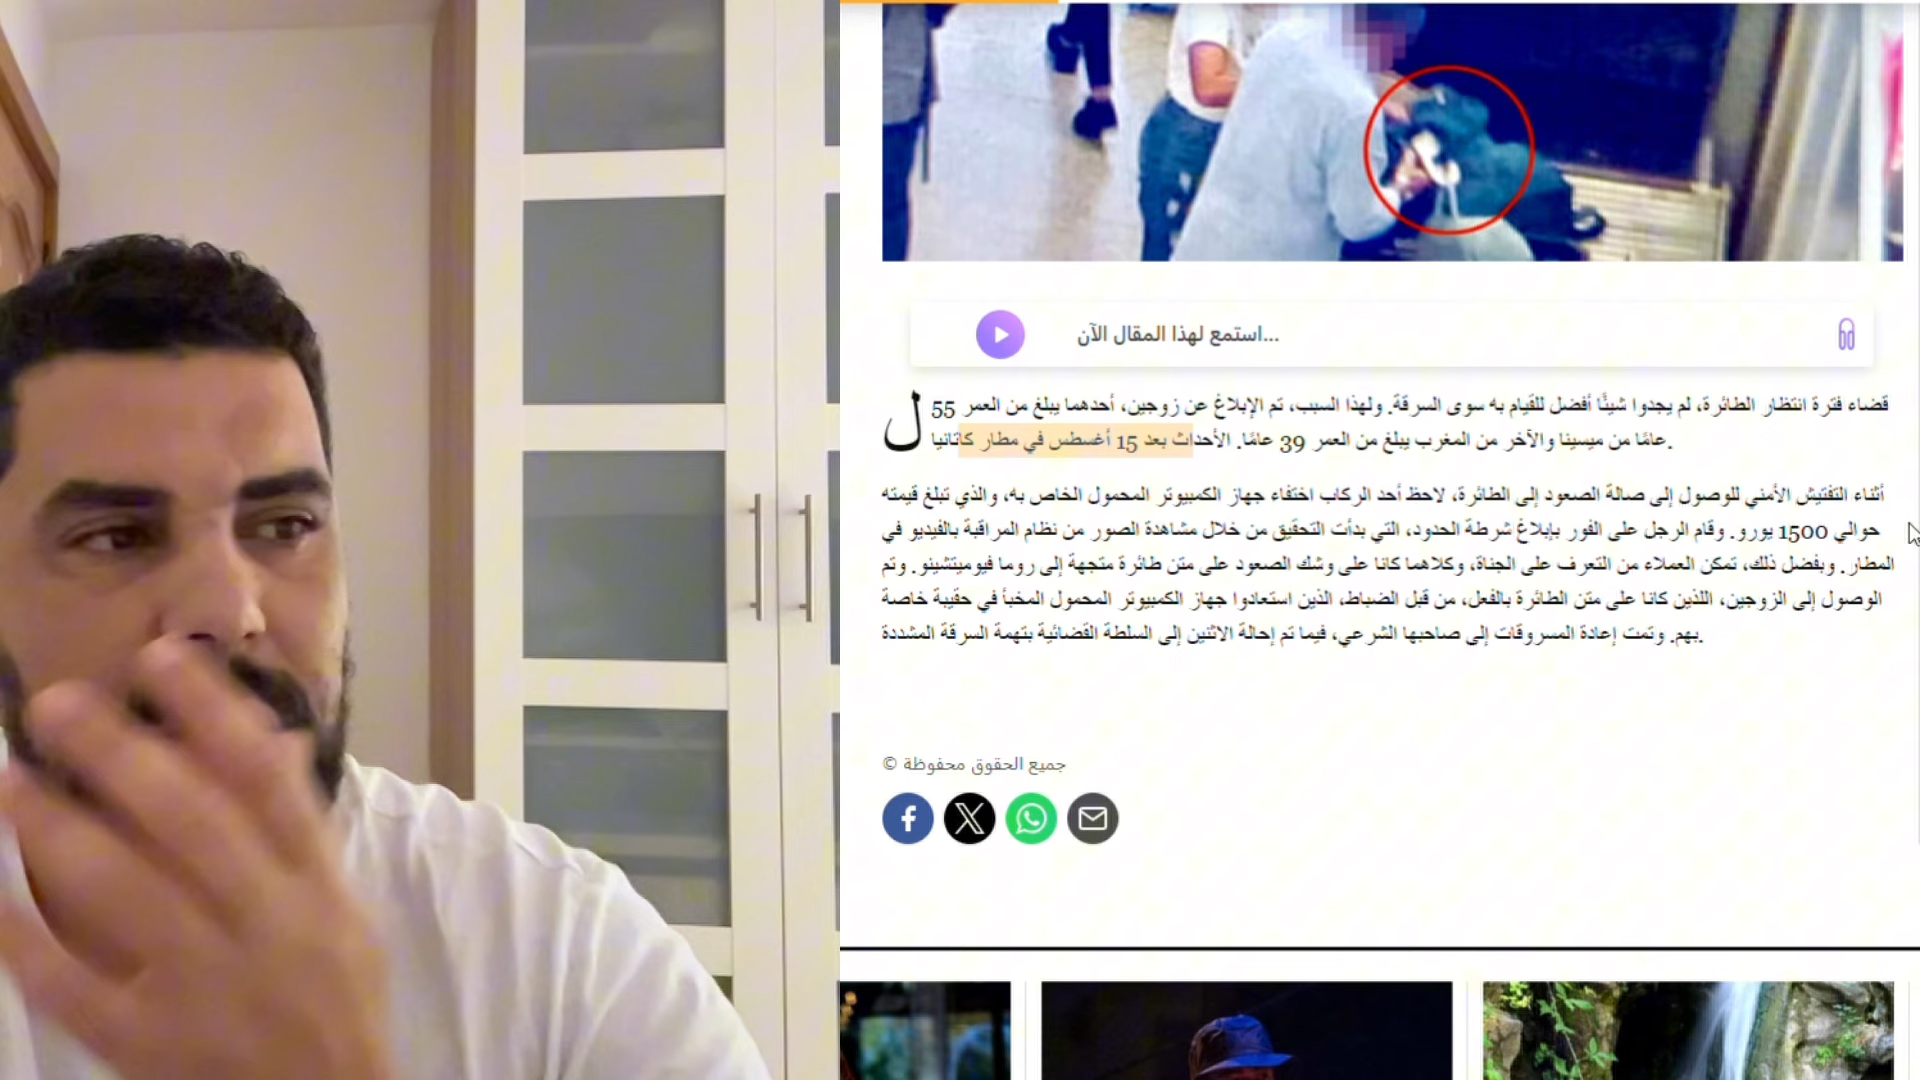 استمع لهذا المقال الآن...
ل
قضاء فترة انتظار الطائرة، لم يجدوا شيئًا أفضل للقيام به سوى السرقة. ولهذا السبب، تم الإبلاغ عن زوجين، أحدهما يبلغ من العمر 55
عامًا من ميسينا والآخر من المغرب يبلغ من العمر 39 عامًا. الأحداث بعد 15 أغسطس في مطار كاتانيا.
أثناء التفتيش الأمني للوصول إلى صالة الصعود إلى الطائرة، لاحظ أحد الركاب اختفاء جهاز الكمبيوتر المحمول الخاص به، والذي تبلغ قيمته
حوالي 1500 يورو. وقام الرجل على الفور بإبلاغ شرطة الحدود، التي بدأت التحقيق من خلال مشاهدة الصور من نظام المراقبة بالفيديو في
المطار. وبفضل ذلك، تمكن العملاء من التعرف على الجناة، وكلاهما كانا على وشك الصعود على متن طائرة متجهة إلى روما فيوميتشينو. وتم
الوصول إلى الزوجين، اللذين كانا على متن الطائرة بالفعل، من قبل الضباط، الذين استعادوا جهاز الكمبيوتر المحمول المخبأ في حقيبة خاصة
بهم. وتمت إعادة المسروقات إلى صاحبها الشرعي، فيما تم إحالة الاثنين إلى السلطة القضائية بتهمة السرقة المشددة.
جميع الحقوق محفوظة ©